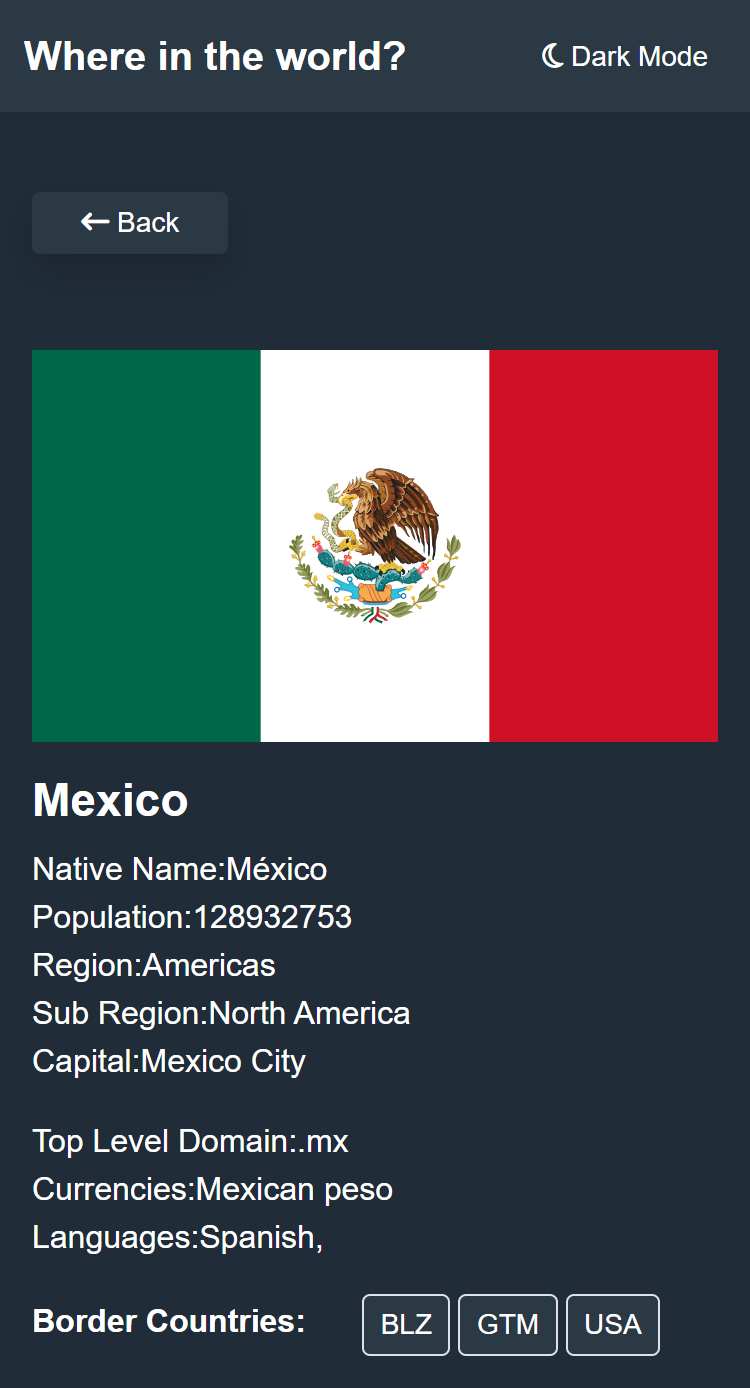 Where in the world?
Dark Mode
Back
Mexico
Native Name:México
Population:128932753
Region:Americas
Sub Region:North America
Capital:Mexico City
Top Level Domain:.mx
Currencies:Mexican peso
Languages:Spanish,
Border Countries: BLZ GTM USA